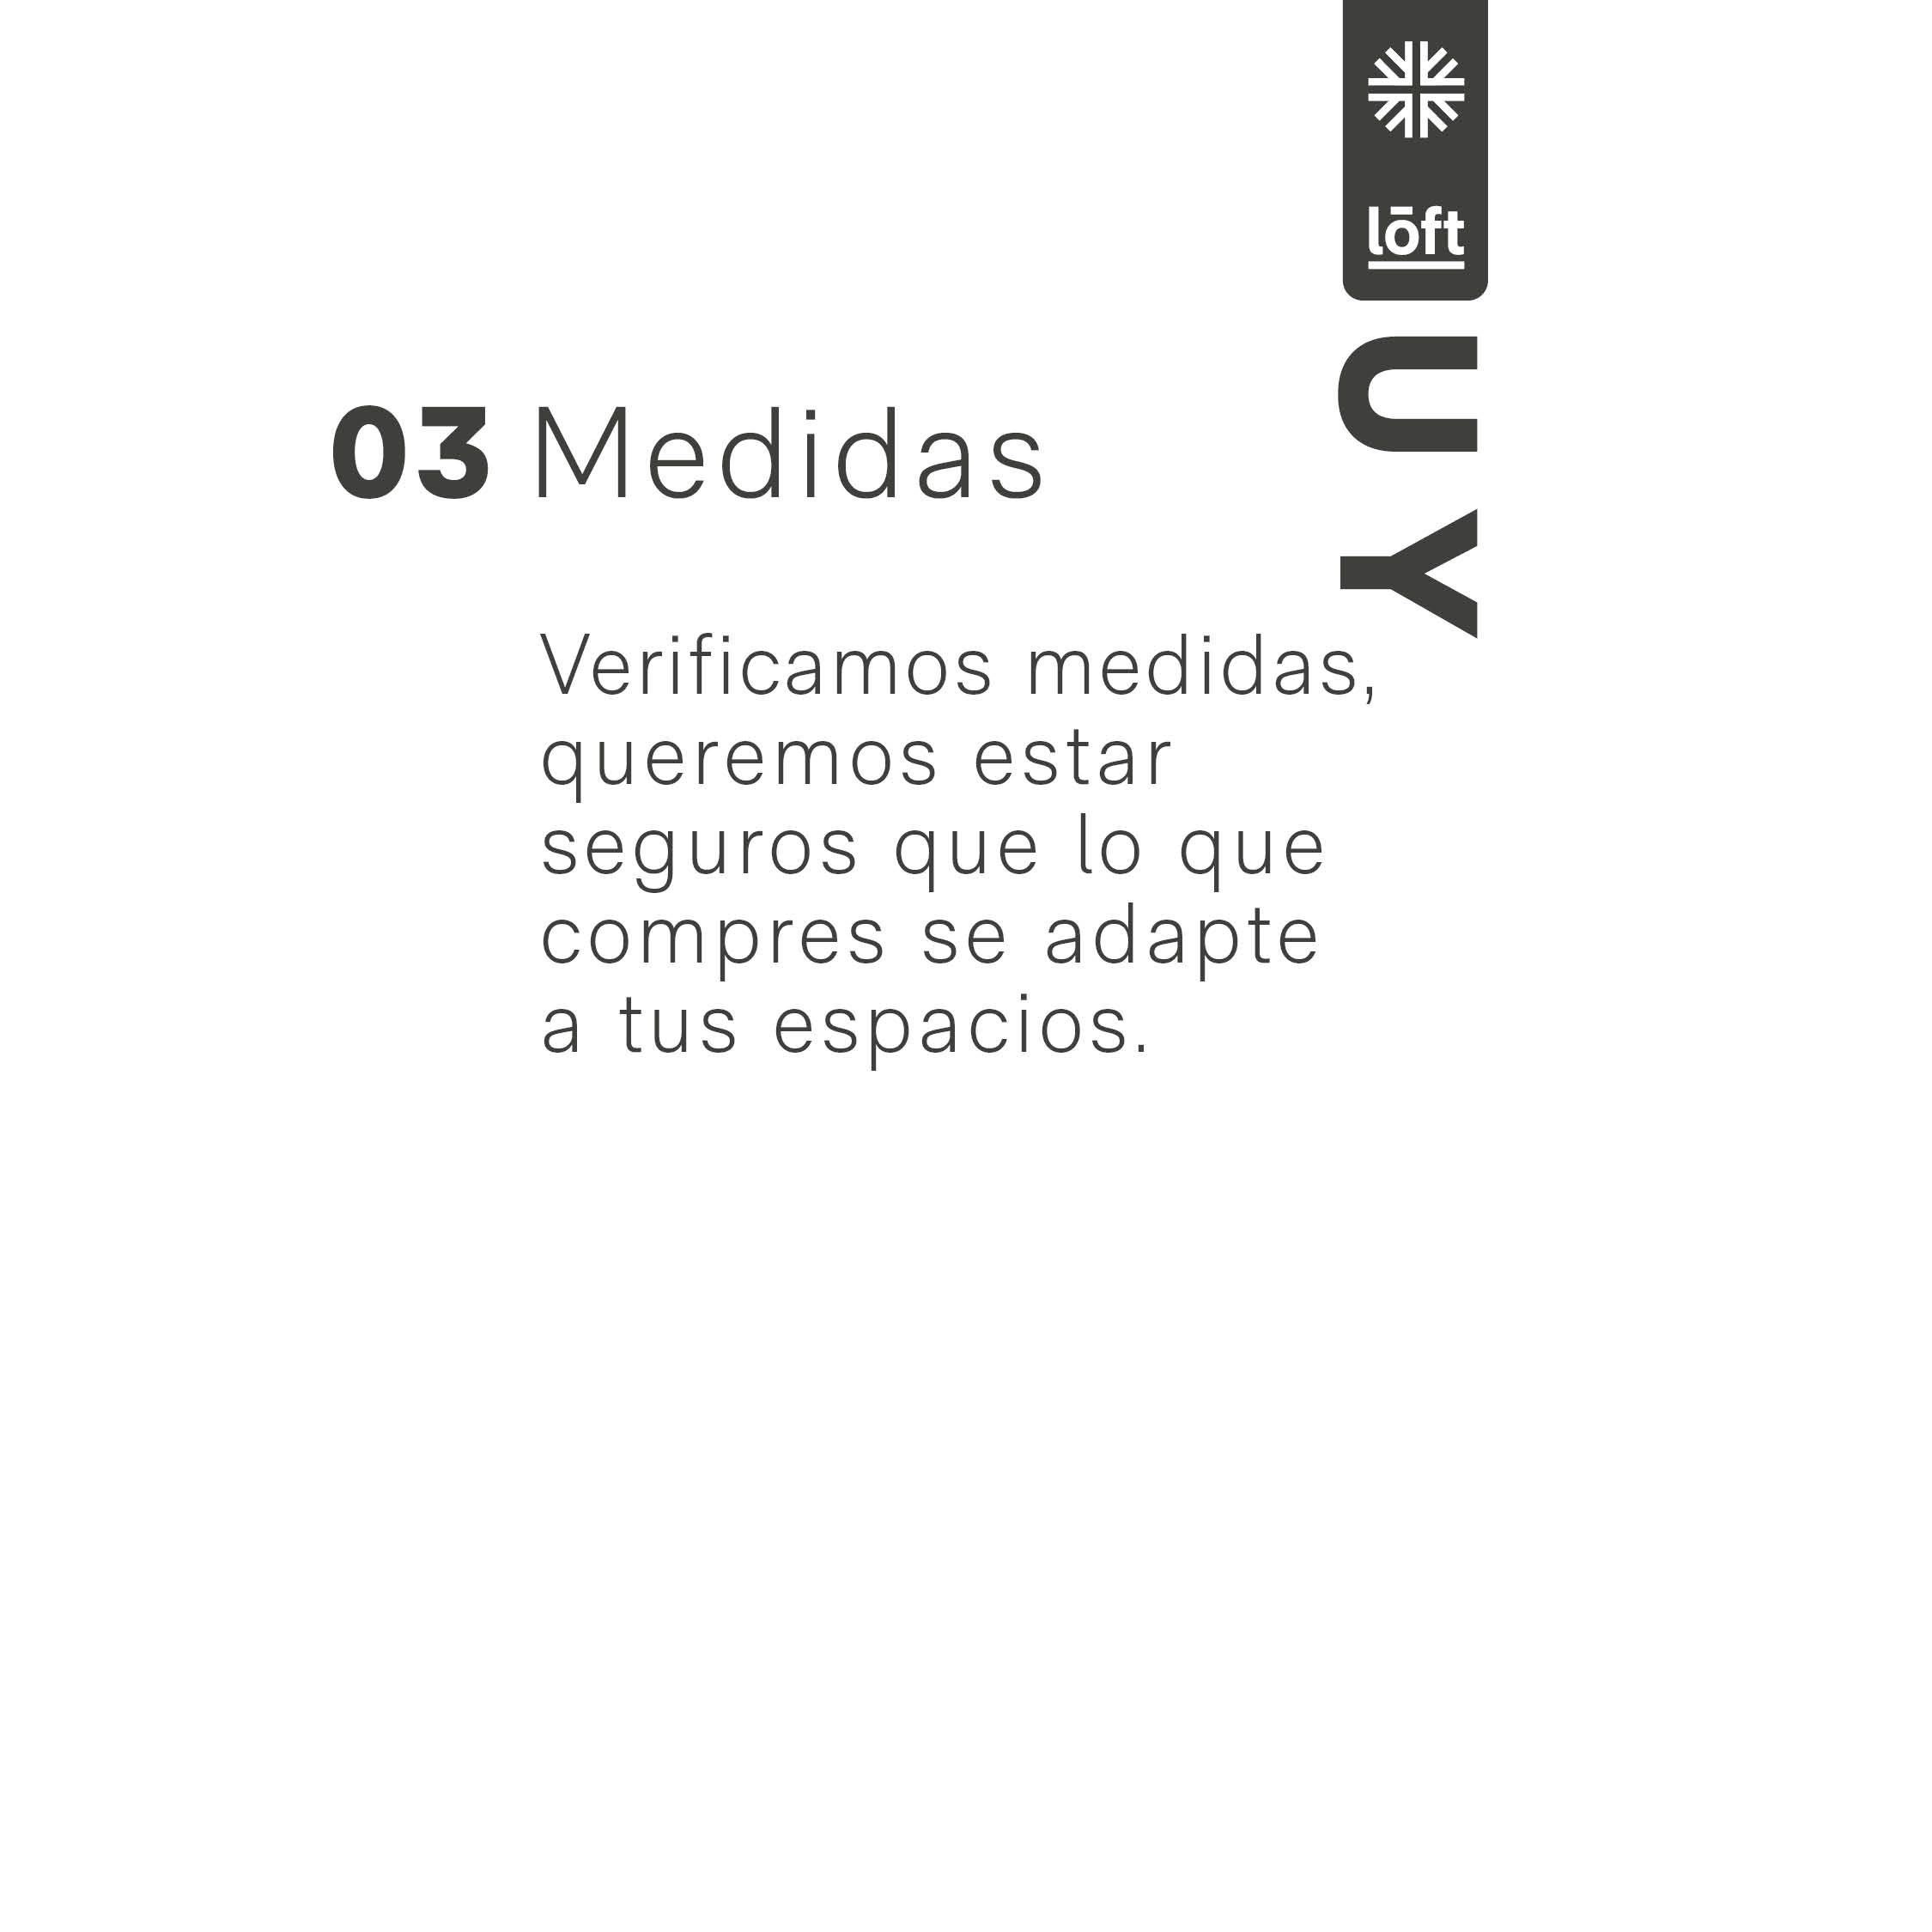 lōft
UY
03 Medidas
Verificamos medidas,
queremos estar
seguros que lo que
compres se adapte
a tus espacios.